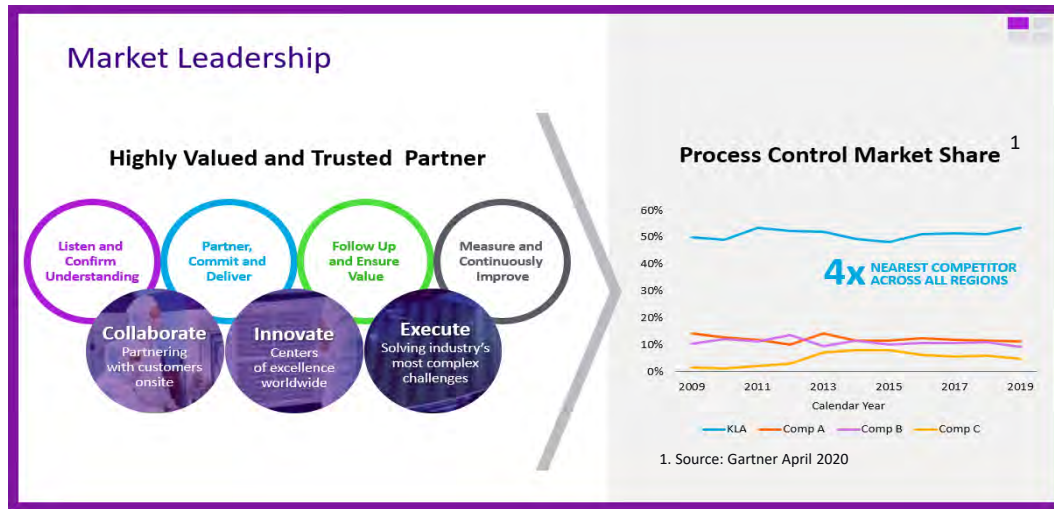 Market Leadership
Highly Valued and Trusted Partner
Listen and
Confirm
Understanding
Partner,
Commit and
Deliver
Follow Up
and Ensure
Value
Measure and
Continuously
Improve
Collaborate
Partnering
with customers
onsite
Innovate
Centers
of excellence
worldwide
Execute
Solving industry's
most complex
challenges
Process Control Market Share 1
60%
50%
40%
30%
20%
10%
0%
4x NEAREST COMPETITOR
ACROSS ALL REGIONS
2009 2011 2013 2015 2017 2019
Calendar Year
KLA Comp A Comp B Comp C
1. Source: Gartner April 2020